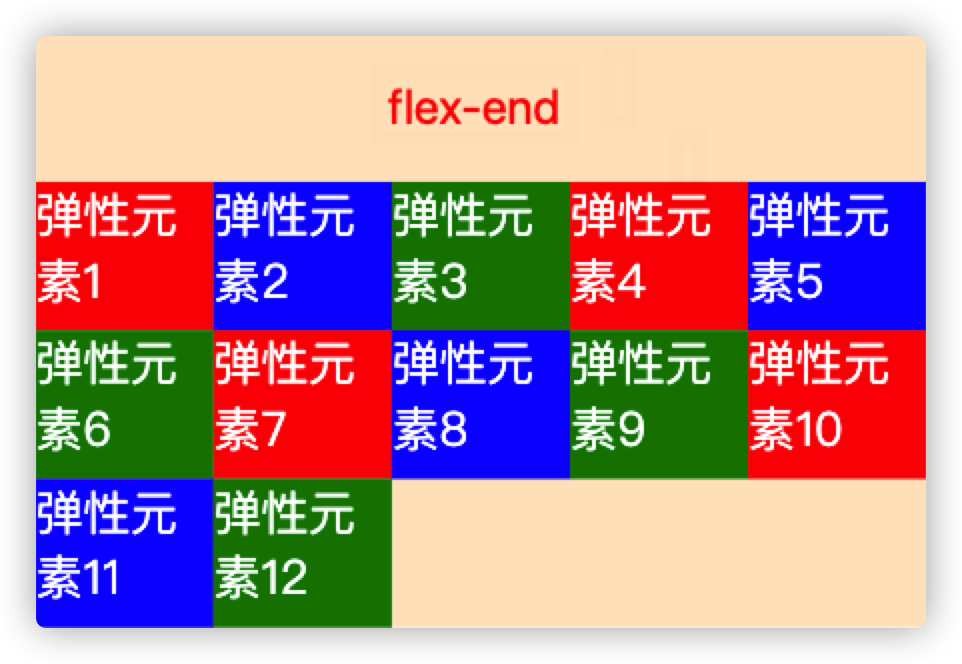 flex-end
弹性元 弹性元 弹性元 弹性元 弹性元
素1 素2 素3 素4 素5
弹性元 弹性元 弹性元 弹性元 弹性元
素6 素7 素8 素9 素10
弹性元 弹性元
素11 素12